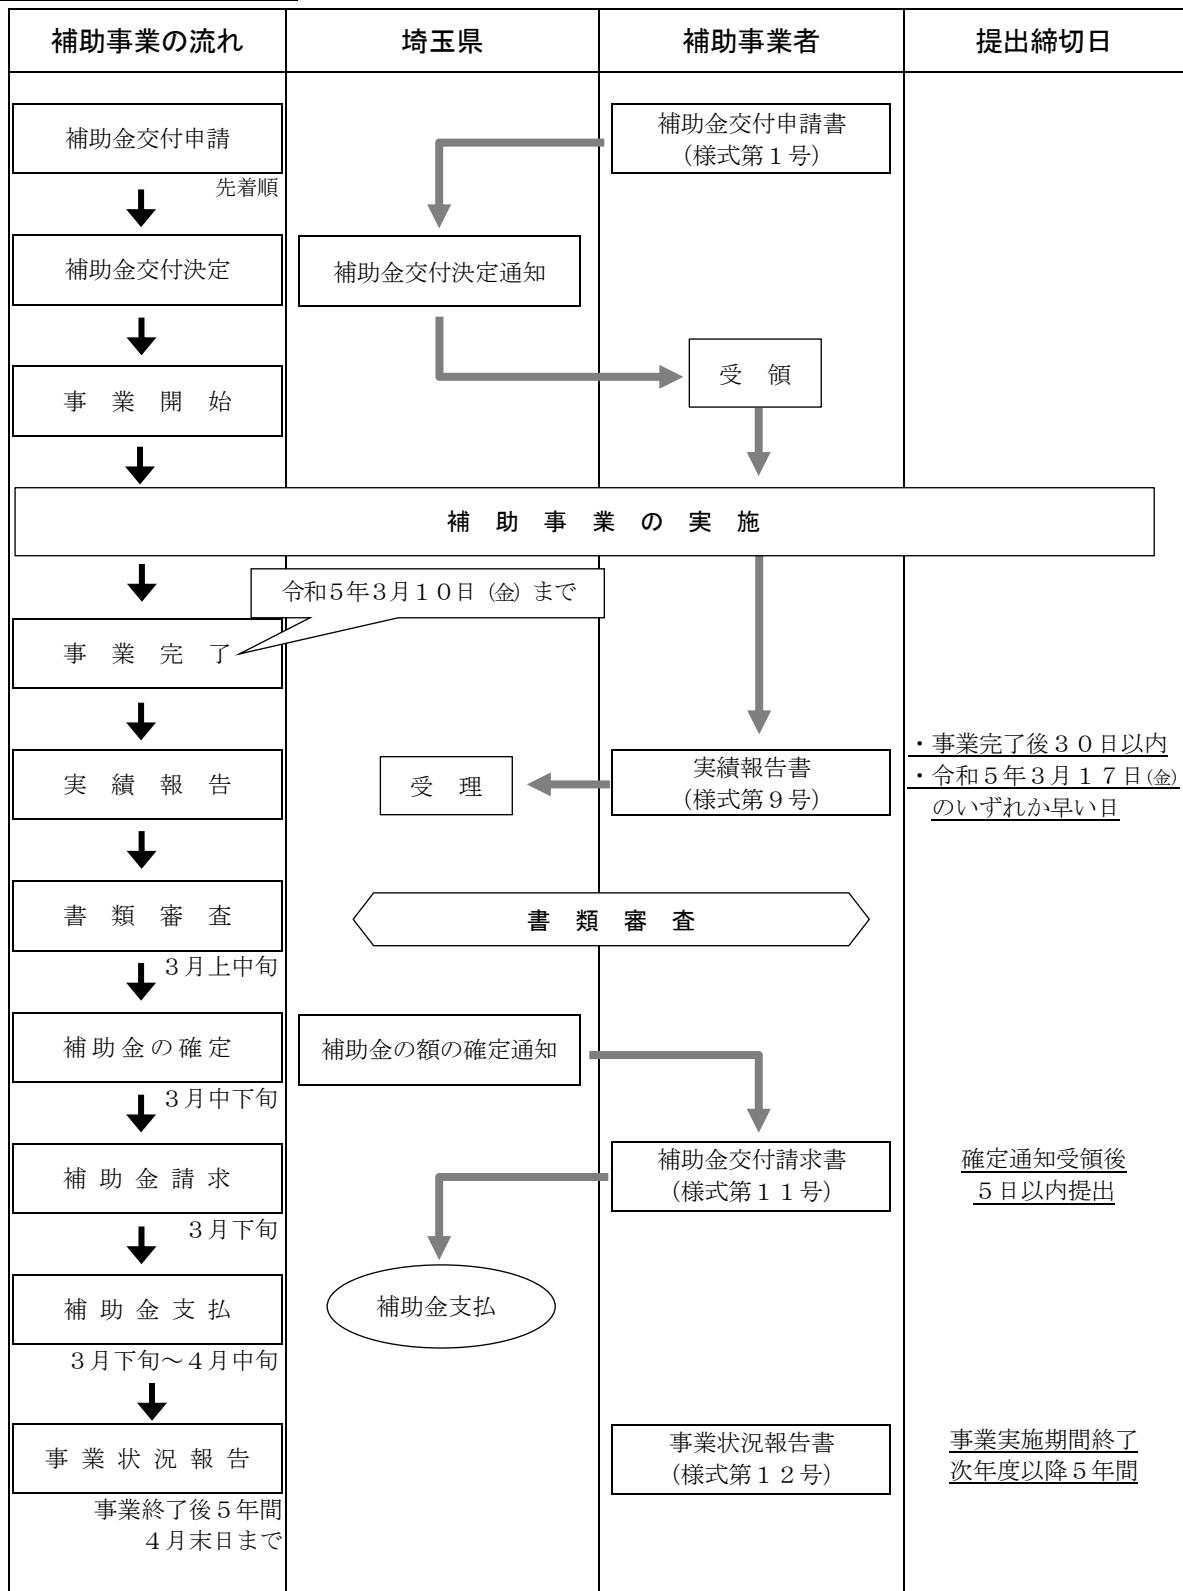 補助事業の流れ 埼玉県 補助事業者 提出締切日
補助金交付申請
先着順
補助金交付申請書
（様式第１号）
補助金交付決定
補助金交付決定通知
事　業　開　始
受　領
補　助　事　業　の　実　施
令和５年３月１０日（金）まで
事　業　完　了
実　績　報　告
受　理
実績報告書
（様式第９号）
・事業完了後３０日以内
・令和５年３月１７日（金）
のいずれか早い日
書　類　審　査
３月上中旬
書　類　審　査
補助金の確定
３月中下旬
補助金の額の確定通知
補助金請求
３月下旬
補助金交付請求書
（様式第１１号）
確定通知受領後
５日以内提出
補助金支払
３月下旬～４月中旬
補助金支払
事業状況報告
事業終了後５年間
４月末日まで
事業状況報告書
（様式第１２号）
事業実施期間終了
次年度以降５年間